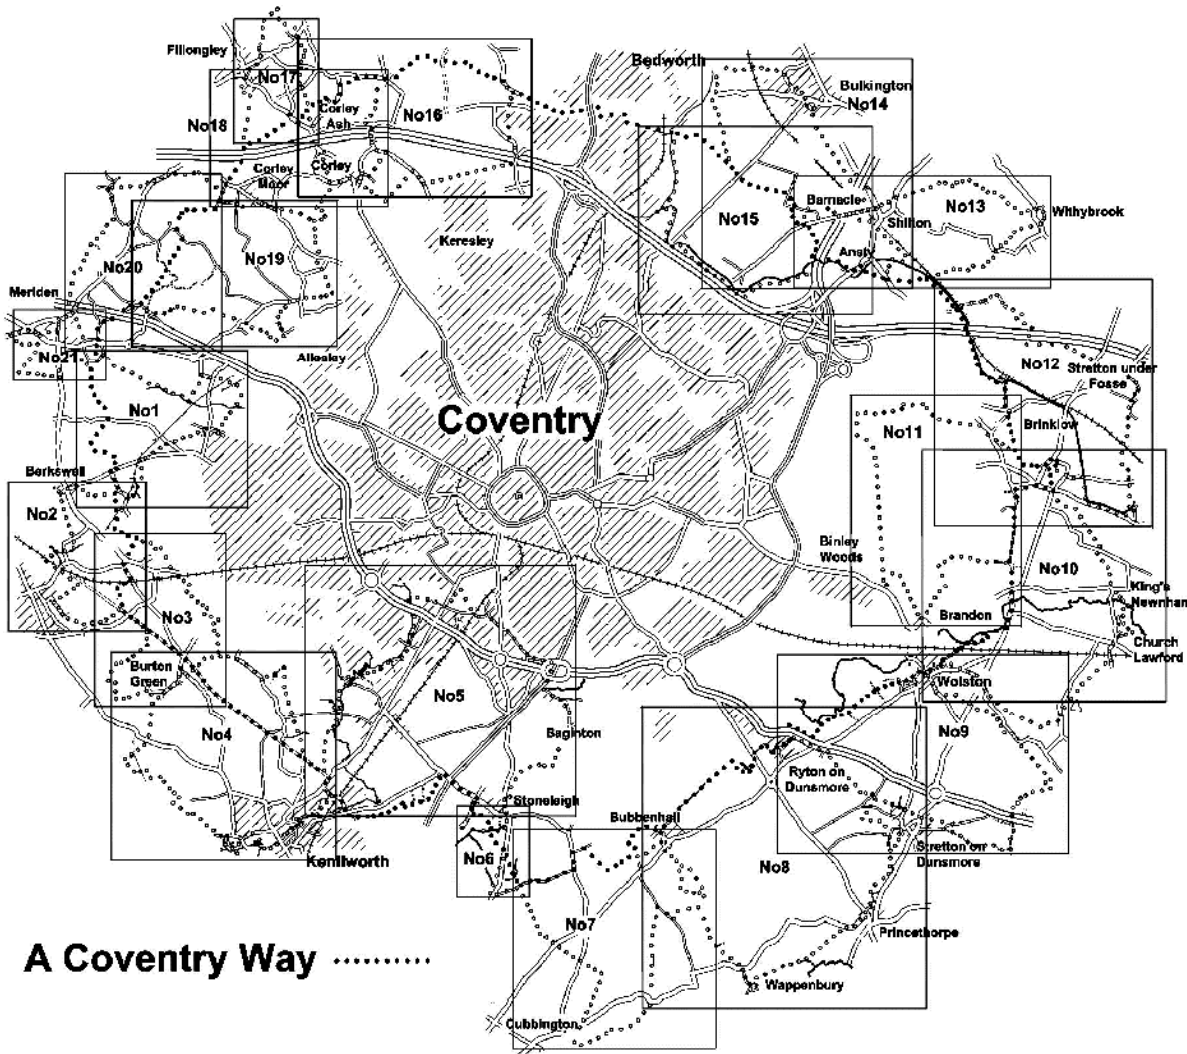 Fillongley
No17
Bedworth
Bulkington
No14
Corley
Ash
No16
No18
Corley
Moor
Corley
Barnacle
No13
Withybrook
No15
Shilton
Keresley
Ansty
No20
No19
Meriden
No21
Allesley
No12
Stretton under
Fosse
No1
Coventry
No11
Brinklow
Berkswell
No2
Binley
Woods
No10
King's
Newnham
No3
Brandon
Church
Lawford
Burton
Green
No5
Wolston
No4
Baginton
No9
Ryton on
Dunsmore
Stoneleigh
Bubbenhall
Stretton on
Dunsmore
Kenilworth
No6
No8
No7
Princethorpe
A Coventry Way
Wappenbury
Cubbington